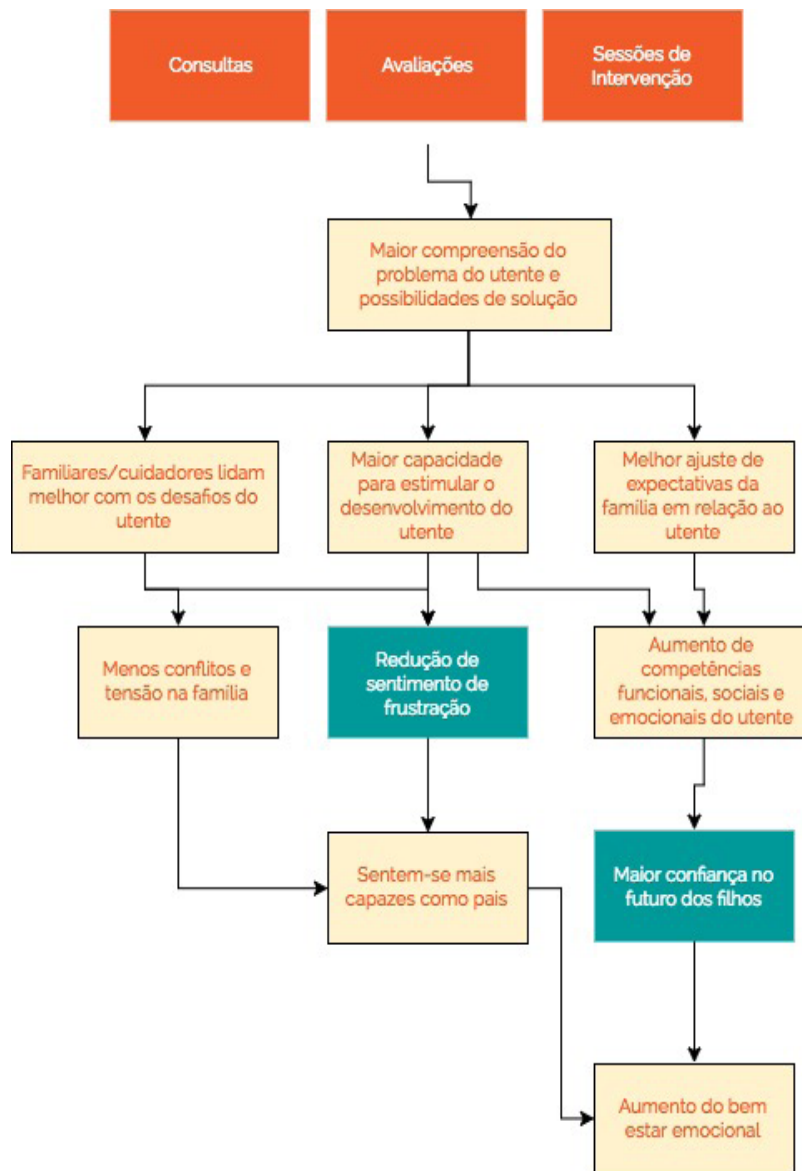 Consultas
Avaliações
Sessões de
Intervenção
Maior compreensão do
problema do utente e
possibilidades de solução
Familiares/cuidadores lidam
melhor com os desafios do
utente
Maior capacidade
para estimular o
desenvolvimento do
utente
Melhor ajuste de
expectativas da
família em relação ao
utente
Menos conflitos e
tensão na família
Redução de
sentimento de
frustração
Aumento de
competências
funcionais, sociais e
emocionais do utente
Sentem-se mais
capazes como pais
Maior confiança no
futuro dos filhos
Aumento do bem
estar emocional